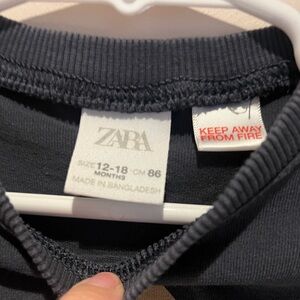 ZARA
SIZE 12-18 CM 86
MONTHS
MADE IN BANGLADESH
KEEP AWAY
FROM FIRE